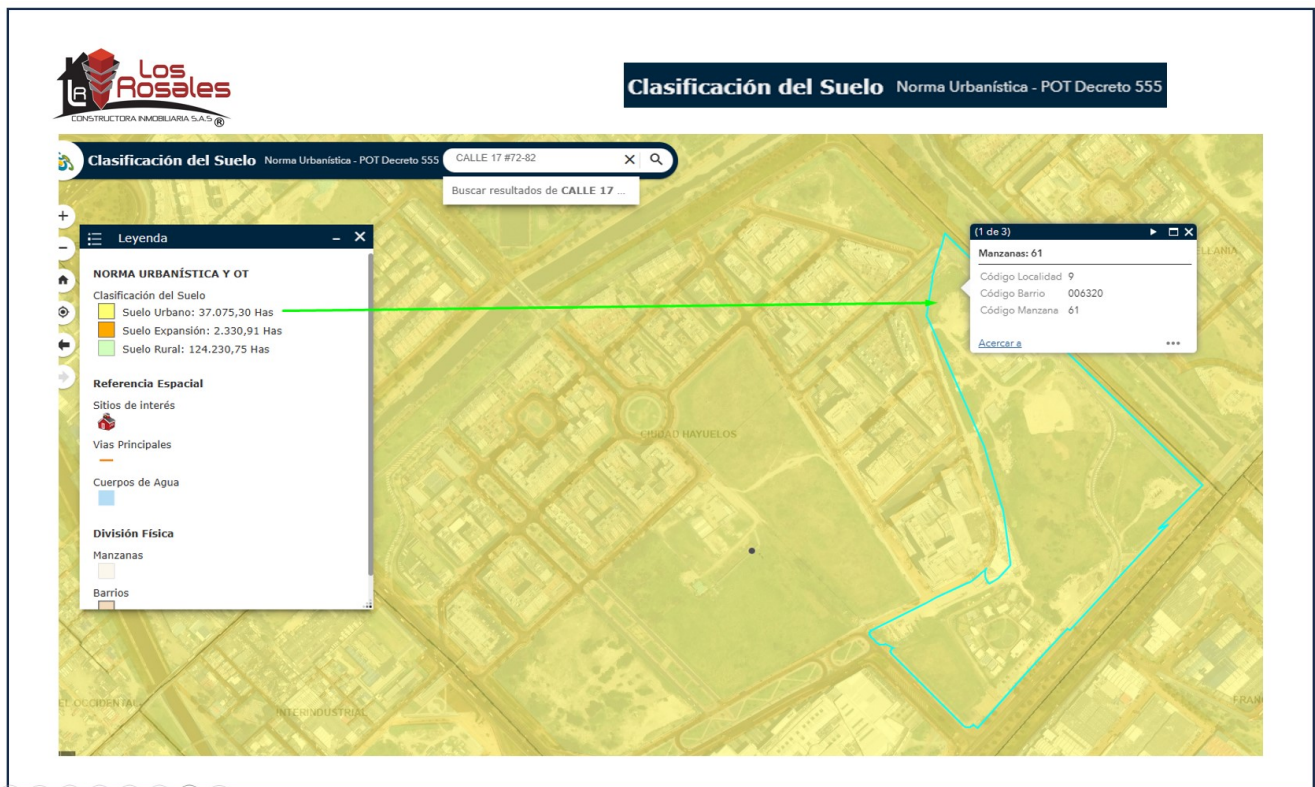 Los
Rosales
LR
CONSTRUCTORA INMOBILIARIA S.A.S ®
Clasificación del Suelo Norma Urbanística - POT Decreto 555
Clasificación del Suelo Norma Urbanística - POT Decreto 555
CALLE 17 #72-82
Buscar resultados de CALLE 17 ...
Leyenda
NORMA URBANÍSTICA Y OT
Clasificación del Suelo
Suelo Urbano: 37.075,30 Has
Suelo Expansión: 2.330,91 Has
Suelo Rural: 124.230,75 Has
Referencia Espacial
Sitios de interés
Vias Principales
Cuerpos de Agua
División Física
Manzanas
Barrios
(1 de 3)
Manzanas: 61
Código Localidad 9
Código Barrio 006320
Código Manzana 61
Acercar a
CIUDAD HAYUELOS
INTERINDUSTRIAL
OCCIDENTAL